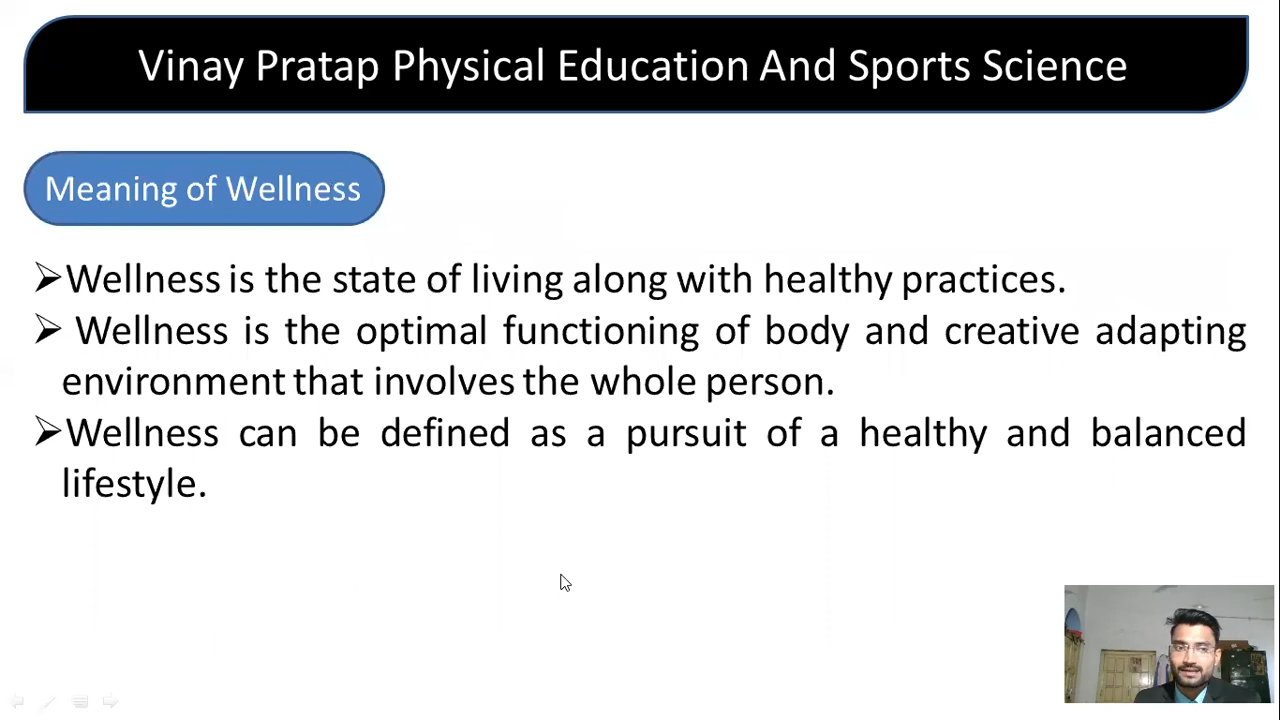 Vinay Pratap Physical Education And Sports Science
Meaning of Wellness
➢Wellness is the state of living along with healthy practices.
➢ Wellness is the optimal functioning of body and creative adapting
environment that involves the whole person.
➢Wellness can be defined as a pursuit of a healthy and balanced
lifestyle.